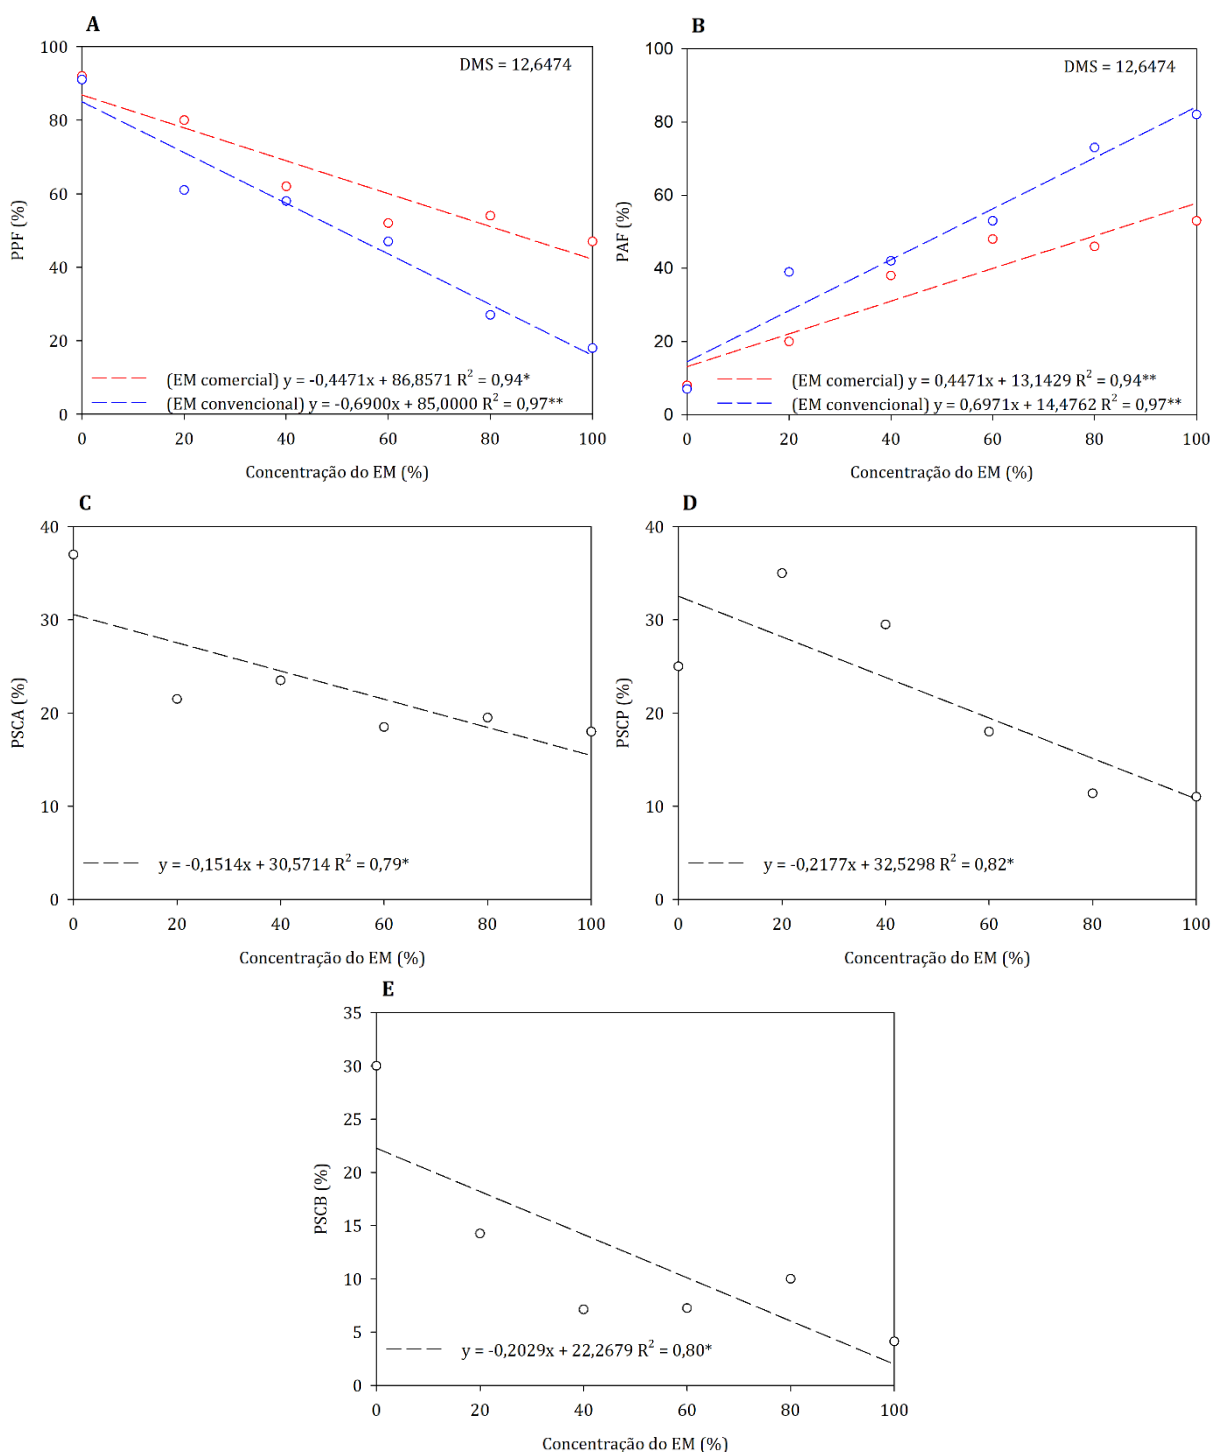 A
100
80
60
40
20
0
PPF (%)
DMS = 12,6474
(EM comercial) y = -0,4471x + 86,8571 R² = 0,94*
(EM convencional) y = -0,6900x + 85,0000 R² = 0,97**
0 20 40 60 80 100
Concentração do EM (%)
B
100
80
60
40
20
0
PAF (%)
DMS = 12,6474
(EM comercial) y = 0,4471x + 13,1429 R² = 0,94**
(EM convencional) y = 0,6971x + 14,4762 R² = 0,97**
0 20 40 60 80 100
Concentração do EM (%)
C
40
30
20
10
0
PSCA (%)
y = -0,1514x + 30,5714 R² = 0,79*
0 20 40 60 80 100
Concentração do EM (%)
D
40
30
20
10
0
PSCP (%)
y = -0,2177x + 32,5298 R² = 0,82*
0 20 40 60 80 100
Concentração do EM (%)
E
35
30
25
20
15
10
5
0
PSCB (%)
y = -0,2029x + 22,2679 R² = 0,80*
0 20 40 60 80 100
Concentração do EM (%)